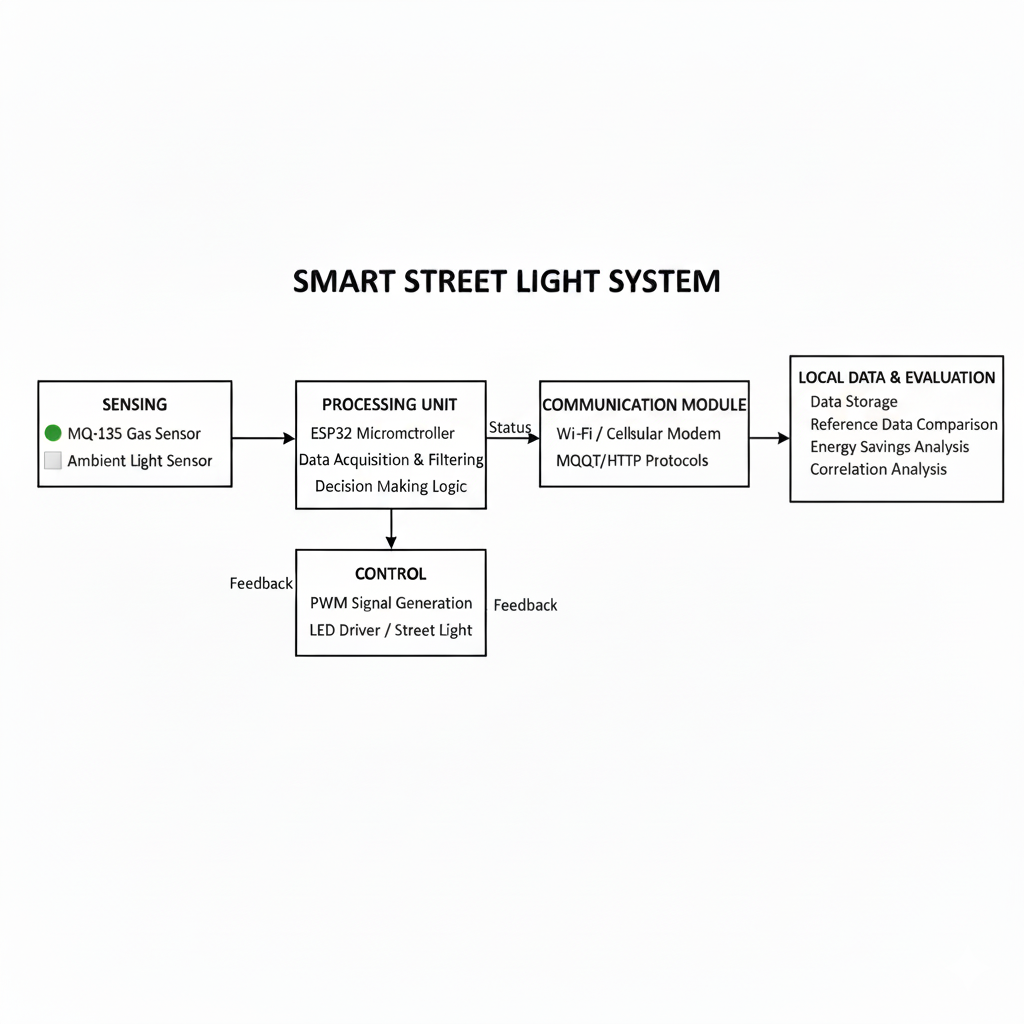 SMART STREET LIGHT SYSTEM
SENSING
MQ-135 Gas Sensor
Ambient Light Sensor
PROCESSING UNIT
ESP32 Micromctroller
Data Acquisition & Filtering
Decision Making Logic
Status
COMMUNICATION MODULE
Wi-Fi / Cellsular Modem
MQQT/HTTP Protocols
LOCAL DATA & EVALUATION
Data Storage
Reference Data Comparison
Energy Savings Analysis
Correlation Analysis
Feedback
CONTROL
PWM Signal Generation
LED Driver / Street Light
Feedback